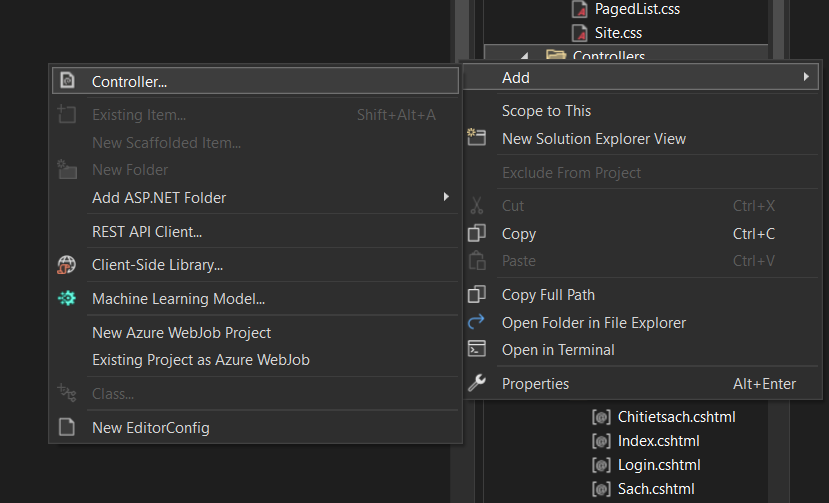 PagedList.css
Site.css
Controllers
Controller...
Existing Item... Shift+Alt+A
New Scaffolded Item...
New Folder
Add ASP.NET Folder
REST API Client...
Client-Side Library...
Machine Learning Model...
New Azure WebJob Project
Existing Project as Azure WebJob
Class...
New EditorConfig
Add
Scope to This
New Solution Explorer View
Exclude From Project
Cut Ctrl+X
Copy Ctrl+C
Paste Ctrl+V
Copy Full Path
Open Folder in File Explorer
Open in Terminal
Properties Alt+Enter
Chitietsach.cshtml
Index.cshtml
Login.cshtml
Sach.cshtml